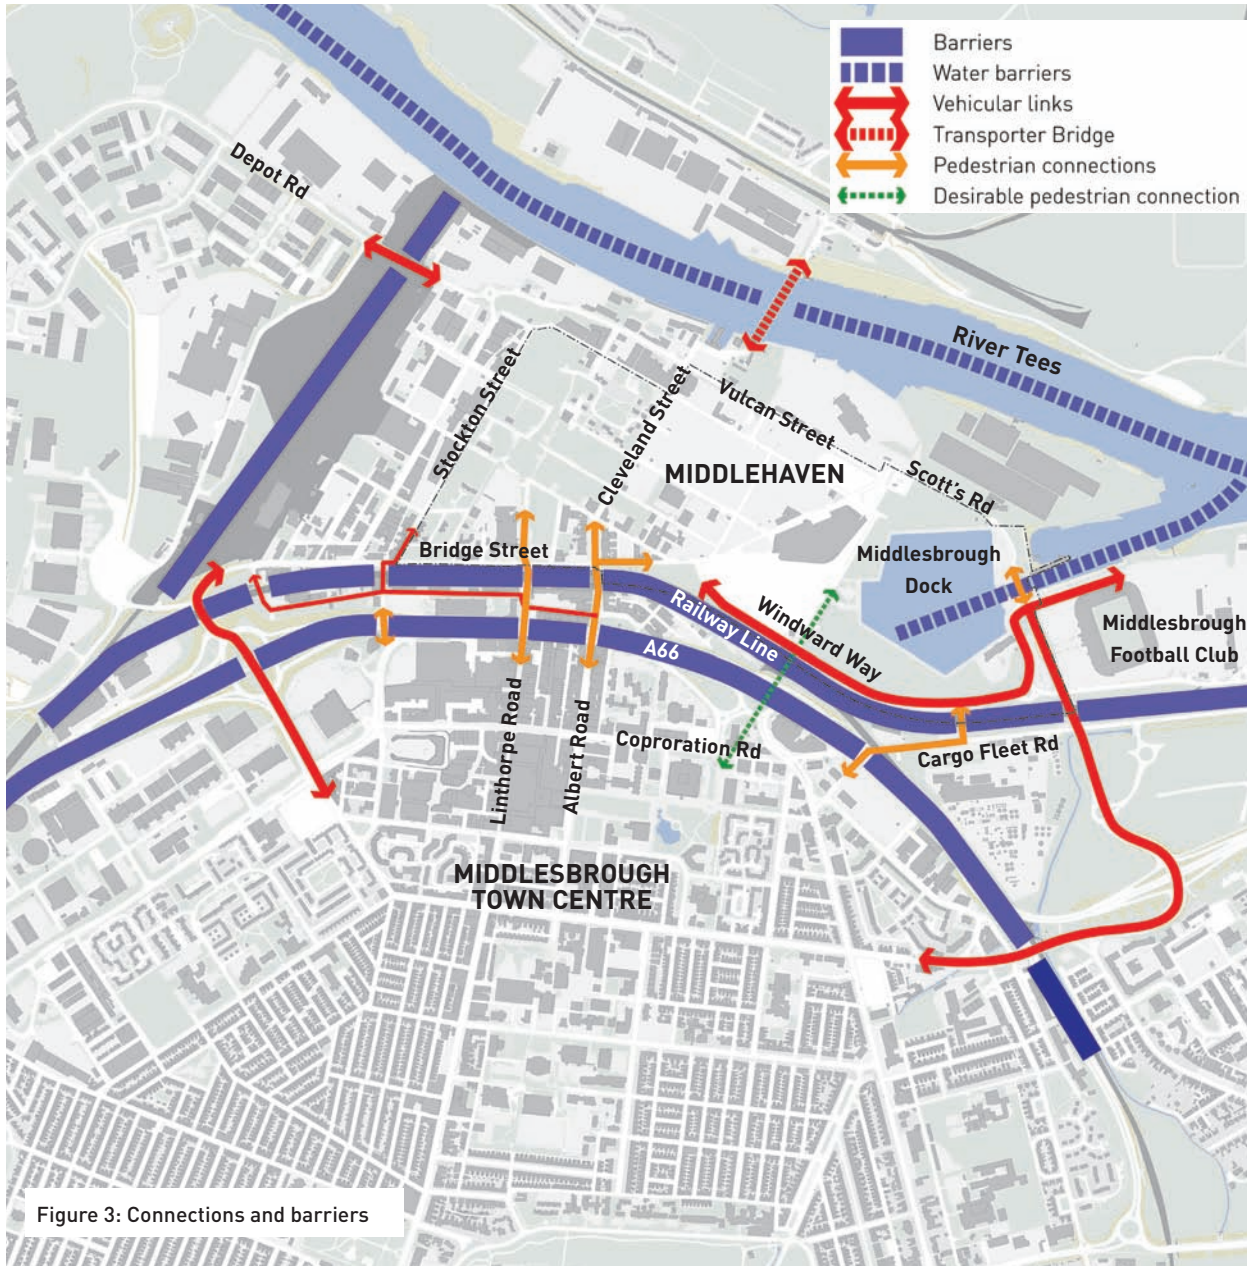 Barriers
Water barriers
Vehicular links
Transporter Bridge
Pedestrian connections
Desirable pedestrian connection
Depot Rd
River Tees
Stockton Street
Cleveland Street
Vulcan Street
MIDDLEHAVEN
Scott's Rd
Bridge Street
Middlesbrough
Dock
Railway Line
Windward Way
Middlesbrough
Football Club
A66
Linthorpe Road
Albert Road
Coproration Rd
Cargo Fleet Rd
MIDDLESBROUGH
TOWN CENTRE
Figure 3: Connections and barriers